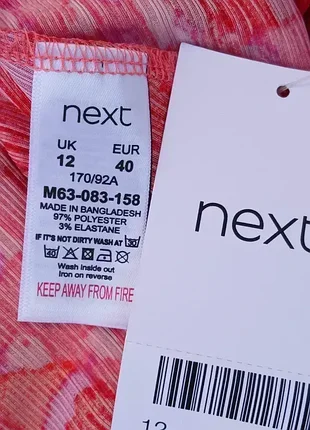 next
UK EUR
12 40
170/92A
M63-083-158
MADE IN BANGLADESH
97% POLYESTER
3% ELASTANE
IF IT'S NOT DIRTY WASH AT 40
Wash inside out
Iron on reverse
KEEP AWAY FROM FIRE
next
12